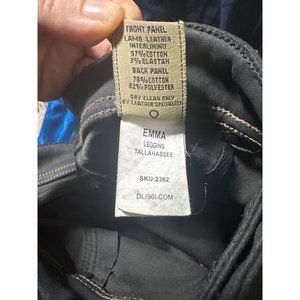 FRONT PANEL
LAMB LEATHER
INTERLINING
97%COTTON
3%ELASTAN
BACK PANEL
78%COTTON
22%POLYESTER
DRY CLEAN ONLY
BY LEATHER SPECIALIST
EMMA
LEGGING
TALLAHASSEE
SKU:2362
DL1961.COM